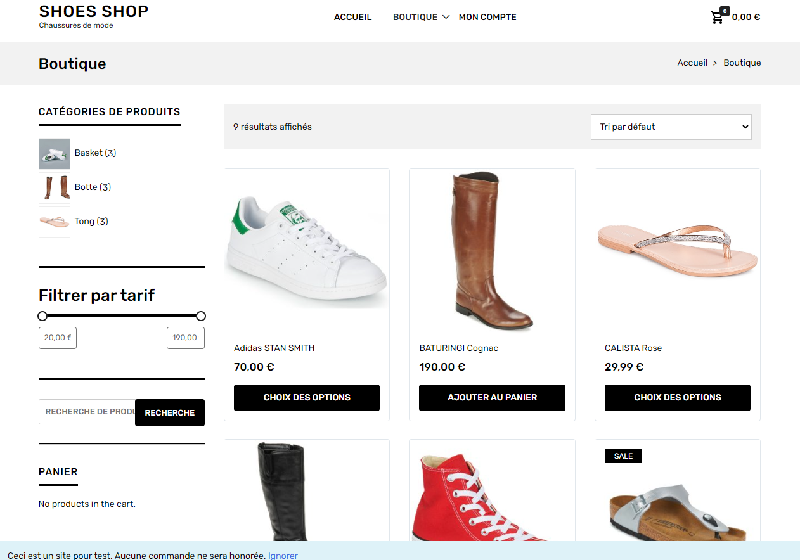 SHOES SHOP
Chaussures de mode
ACCUEIL BOUTIQUE MON COMPTE
0 0,00 €
Boutique
Accueil > Boutique
CATÉGORIES DE PRODUITS
Basket (3)
Botte (3)
Tong (3)
Filtrer par tarif
20,00 € 190,00
RECHERCHE DE PRODU RECHERCHE
PANIER
No products in the cart.
9 résultats affichés
Tri par défaut
Adidas STAN SMITH
70,00 €
CHOIX DES OPTIONS
BATURINGI Cognac
190,00 €
AJOUTER AU PANIER
CALISTA Rose
29,99 €
CHOIX DES OPTIONS
SALE
Ceci est un site pour test. Aucune commande ne sera honorée. Ignorer